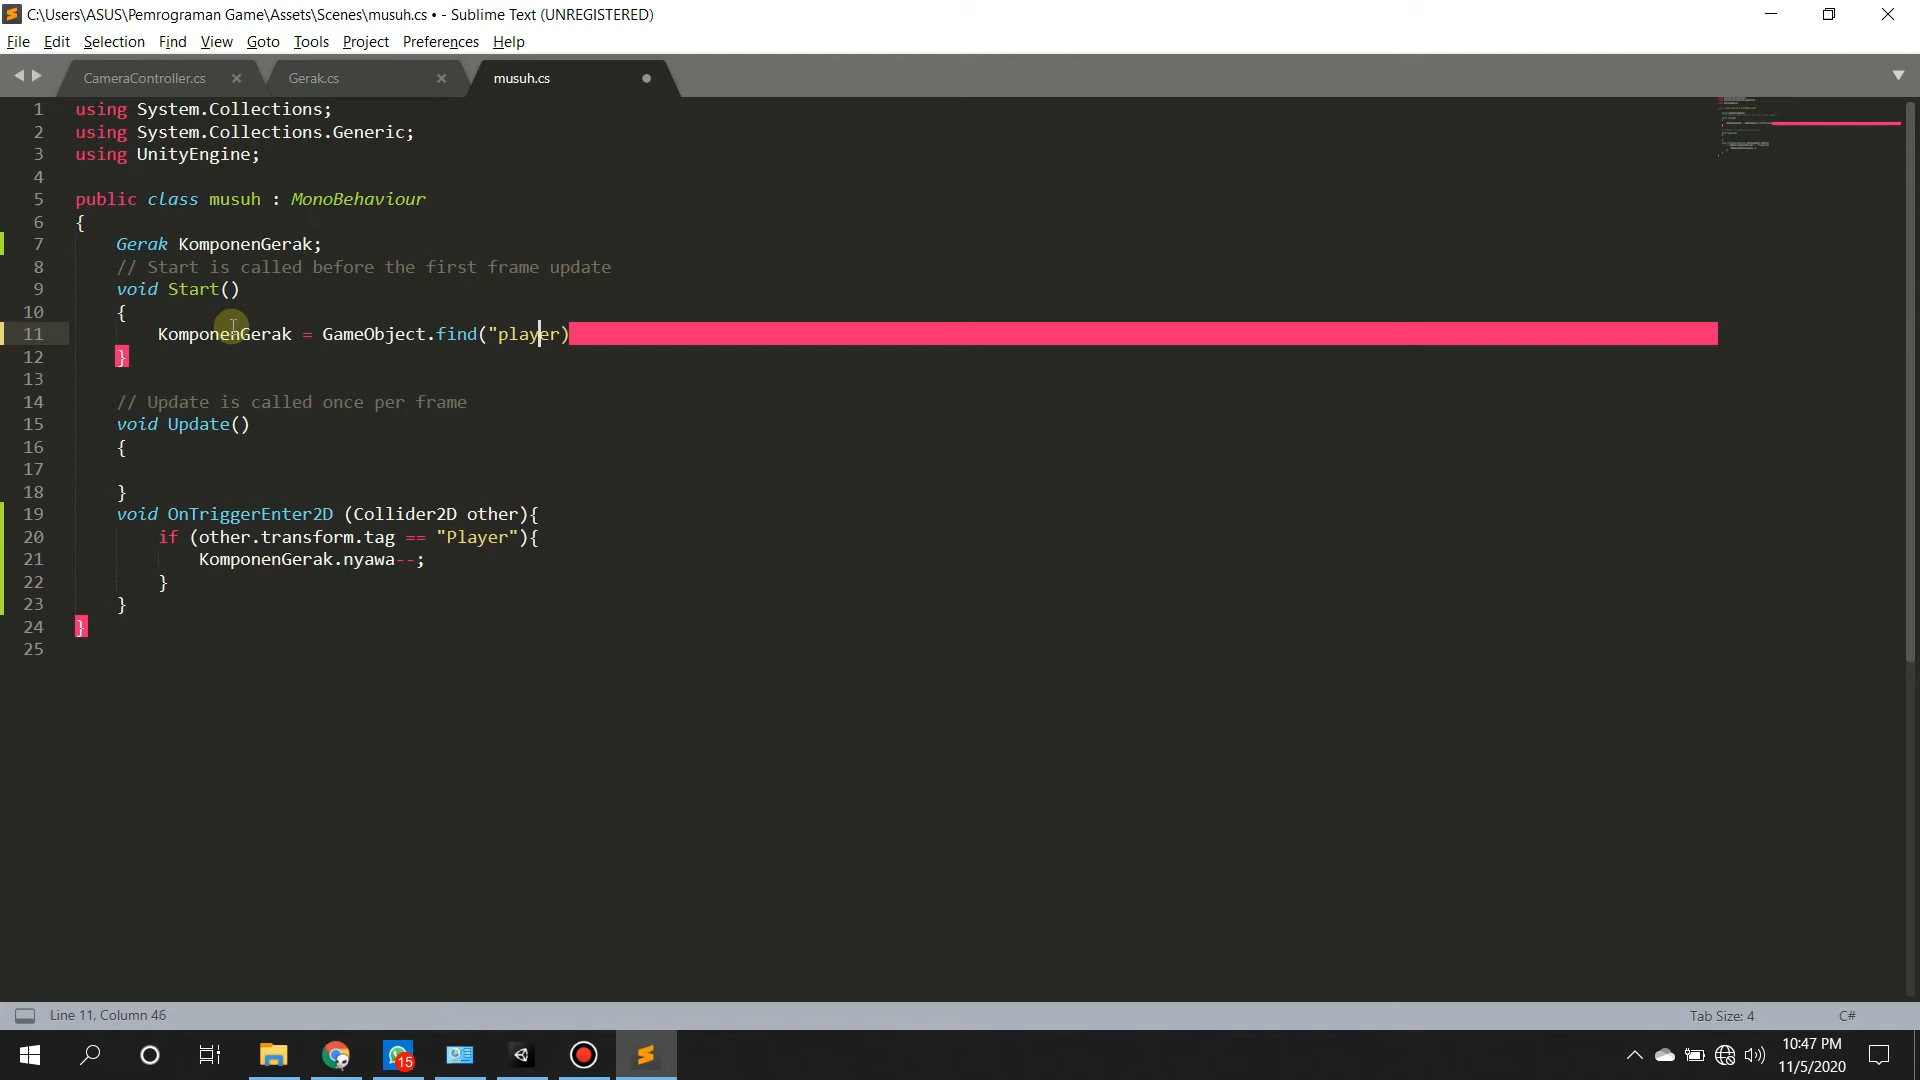 C:\Users\ASUS\Pemrograman Game\Assets\Scenes\musuh.cs • - Sublime Text (UNREGISTERED)
File Edit Selection Find View Goto Tools Project Preferences Help
CameraController.cs Gerak.cs musuh.cs
1 using System.Collections;
2 using System.Collections.Generic;
3 using UnityEngine;
4
5 public class musuh : MonoBehaviour
6 {
7 Gerak KomponenGerak;
8 // Start is called before the first frame update
9 void Start()
10 {
11 KomponenGerak = GameObject.find("player)
12 }
13
14 // Update is called once per frame
15 void Update()
16 {
17
18 }
19 void OnTriggerEnter2D (Collider2D other){
20 if (other.transform.tag == "Player"){
21 KomponenGerak.nyawa--;
22 }
23 }
24 }
25
Line 11, Column 46 Tab Size: 4 C#
15
10:47 PM
11/5/2020